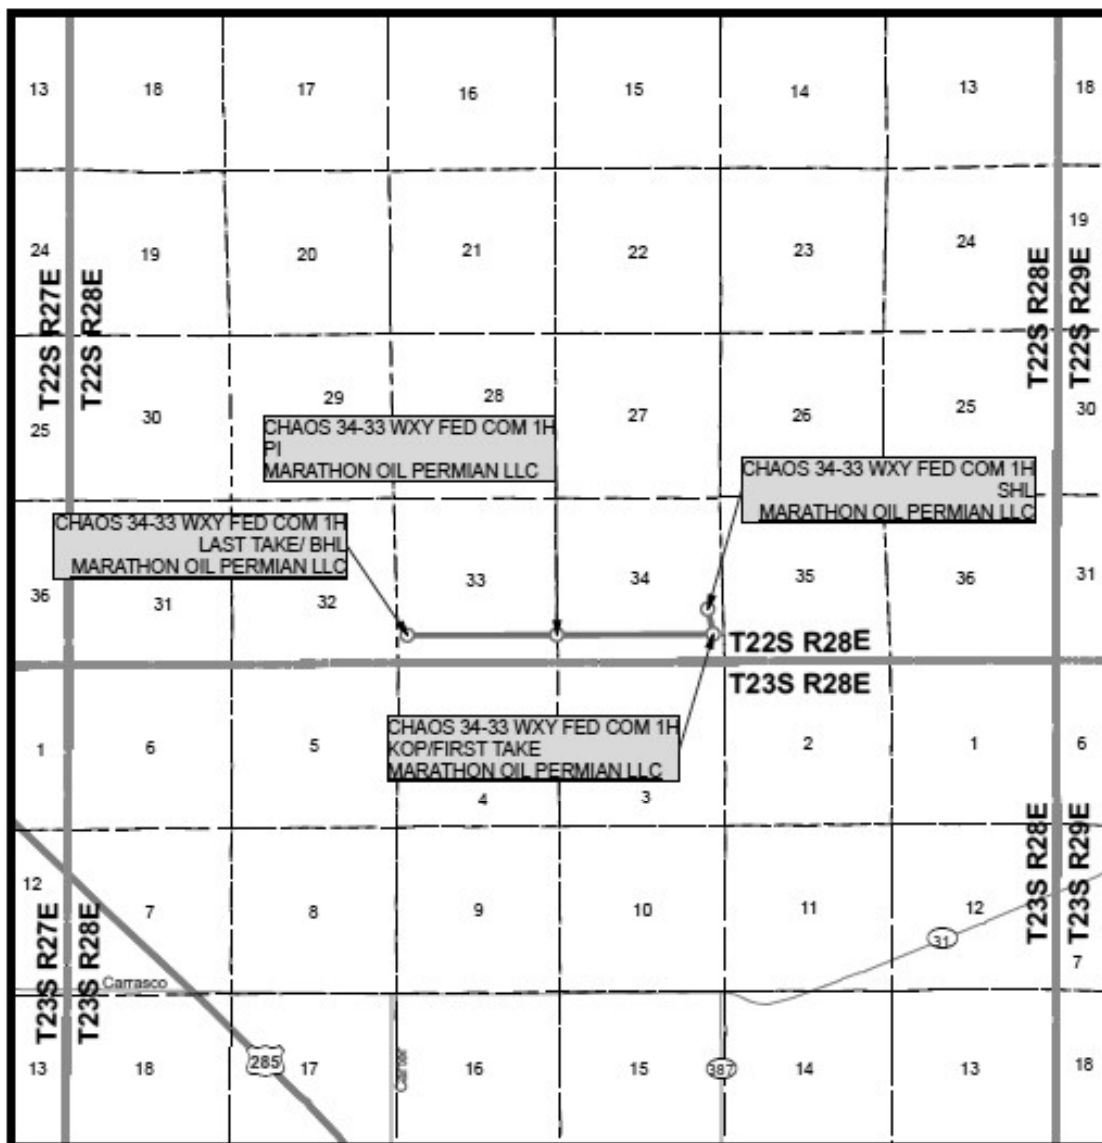 13 18 17 16 15 14 13 18
24 19 20 21 22 23 24 19
T22S R27E
T22S R28E
T22S R28E
T22S R29E
25 30 29 28 27 26 25 30
CHAOS 34-33 WXY FED COM 1H
PI
MARATHON OIL PERMIAN LLC
CHAOS 34-33 WXY FED COM 1H
SHL
MARATHON OIL PERMIAN LLC
CHAOS 34-33 WXY FED COM 1H
LAST TAKE/ BHL
MARATHON OIL PERMIAN LLC
36 31 32 33 34 35 36 31
T22S R28E
T23S R28E
CHAOS 34-33 WXY FED COM 1H
KOP/FIRST TAKE
MARATHON OIL PERMIAN LLC
1 6 5 4 3 2 1 6
12 7 8 9 10 11 12 7
31
T23S R27E
T23S R28E
T23S R28E
T23S R29E
Carrasco
285
387
13 18 17 16 15 14 13 18